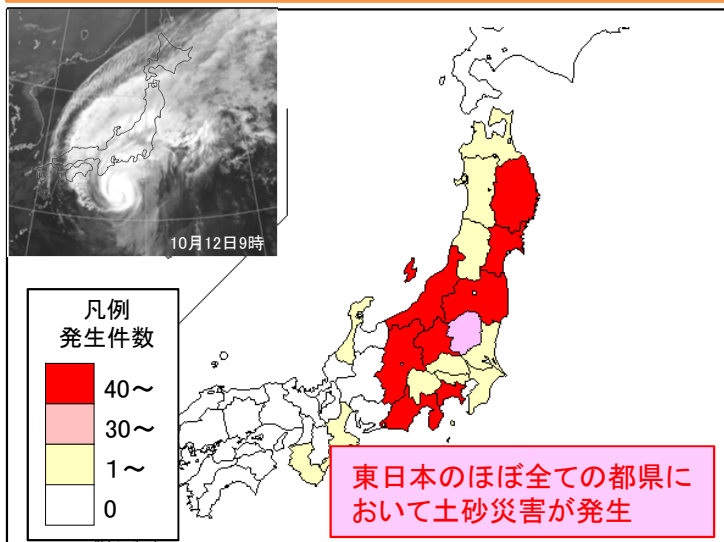 10月12日9時
凡例
発生件数
40～
30～
1～
0
東日本のほぼ全ての都県に
おいて土砂災害が発生